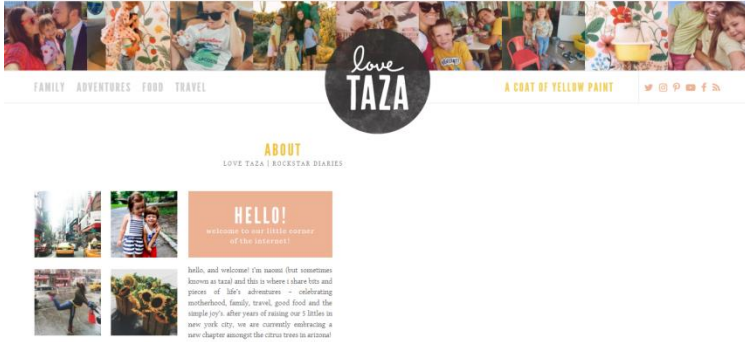 love
TAZA
FAMILY ADVENTURES FOOD TRAVEL
A COAT OF YELLOW PAINT
ABOUT
LOVE TAZA | ROCKSTAR DIARIES
HELLO!
welcome to our little corner
of the internet!
hello, and welcome! i'm naomi (but sometimes
known as taza) and this is where i share bits and
pieces of life's adventures - celebrating
motherhood, family, travel, good food and the
simple joy's. after years of raising our 5 littles in
new york city, we are currently embracing a
new chapter amongst the citrus trees in arizona!